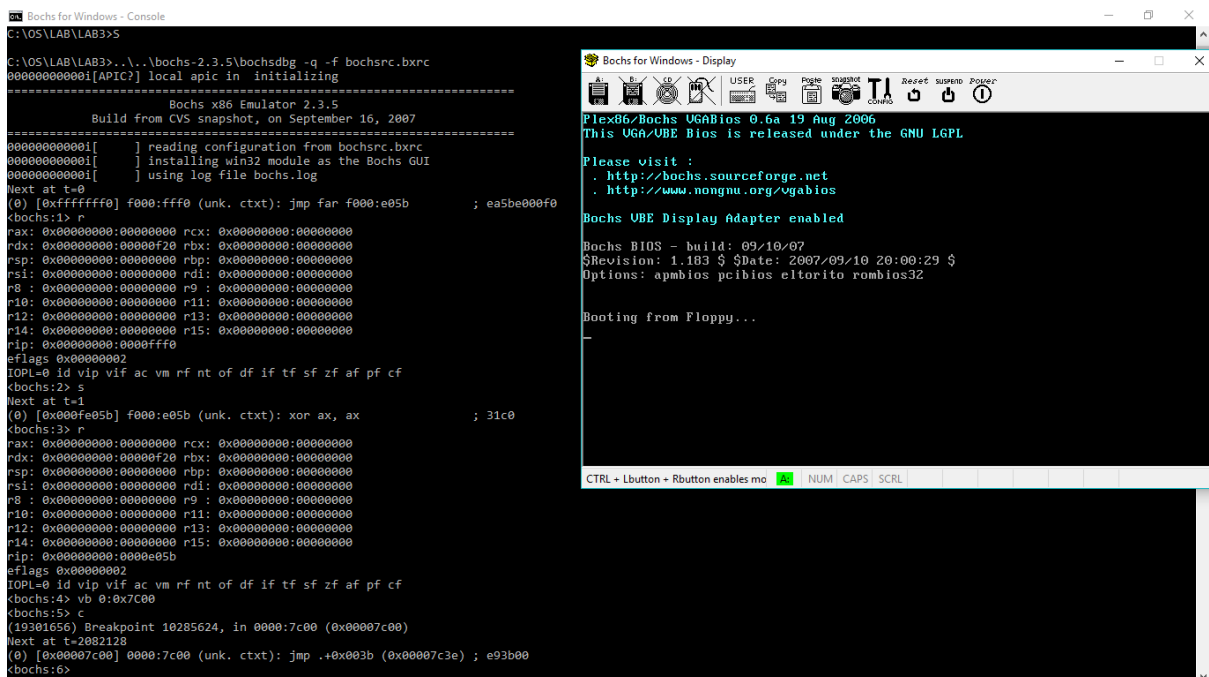 Bochs for Windows - Console
C:\OS\LAB\LAB3>S
C:\OS\LAB\LAB3>..\..\bochs-2.3.5\bochsdbg -q -f bochsrc.bxrc
00000000000i[APIC?] local apic in  initializing
========================================================================
Bochs x86 Emulator 2.3.5
Build from CVS snapshot, on September 16, 2007
========================================================================
00000000000i[     ] reading configuration from bochsrc.bxrc
00000000000i[     ] installing win32 module as the Bochs GUI
00000000000i[     ] using log file bochs.log
Next at t=0
(0) [0xfffffff0] f000:fff0 (unk. ctxt): jmp far f000:e05b         ; ea5be000f0
<bochs:1> r
rax: 0x00000000:00000000 rcx: 0x00000000:00000000
rdx: 0x00000000:00000f20 rbx: 0x00000000:00000000
rsp: 0x00000000:00000000 rbp: 0x00000000:00000000
rsi: 0x00000000:00000000 rdi: 0x00000000:00000000
r8 : 0x00000000:00000000 r9 : 0x00000000:00000000
r10: 0x00000000:00000000 r11: 0x00000000:00000000
r12: 0x00000000:00000000 r13: 0x00000000:00000000
r14: 0x00000000:00000000 r15: 0x00000000:00000000
rip: 0x00000000:0000fff0
eflags 0x00000002
IOPL=0 id vip vif ac vm rf nt of df if tf sf zf af pf cf
<bochs:2> s
Next at t=1
(0) [0x000fe05b] f000:e05b (unk. ctxt): xor ax, ax                ; 31c0
<bochs:3> r
rax: 0x00000000:00000000 rcx: 0x00000000:00000000
rdx: 0x00000000:00000f20 rbx: 0x00000000:00000000
rsp: 0x00000000:00000000 rbp: 0x00000000:00000000
rsi: 0x00000000:00000000 rdi: 0x00000000:00000000
r8 : 0x00000000:00000000 r9 : 0x00000000:00000000
r10: 0x00000000:00000000 r11: 0x00000000:00000000
r12: 0x00000000:00000000 r13: 0x00000000:00000000
r14: 0x00000000:00000000 r15: 0x00000000:00000000
rip: 0x00000000:0000e05b
eflags 0x00000002
IOPL=0 id vip vif ac vm rf nt of df if tf sf zf af pf cf
<bochs:4> vb 0:0x7C00
<bochs:5> c
(19301656) Breakpoint 10285624, in 0000:7c00 (0x00007c00)
Next at t=2082128
(0) [0x00007c00] 0000:7c00 (unk. ctxt): jmp .+0x003b (0x00007c3e) ; e93b00
<bochs:6>
Bochs for Windows - Display
A: B: CD USER Copy Paste snapshot CONFIG Reset SUSPEND Power
Plex86/Bochs VGABios 0.6a 19 Aug 2006
This VGA/VBE Bios is released under the GNU LGPL
Please visit :
. http://bochs.sourceforge.net
. http://www.nongnu.org/vgabios
Bochs VBE Display Adapter enabled
Bochs BIOS - build: 09/10/07
$Revision: 1.183 $ $Date: 2007/09/10 20:00:29 $
Options: apmbios pcibios eltorito rombios32
Booting from Floppy...
CTRL + Lbutton + Rbutton enables mo A: NUM CAPS SCRL